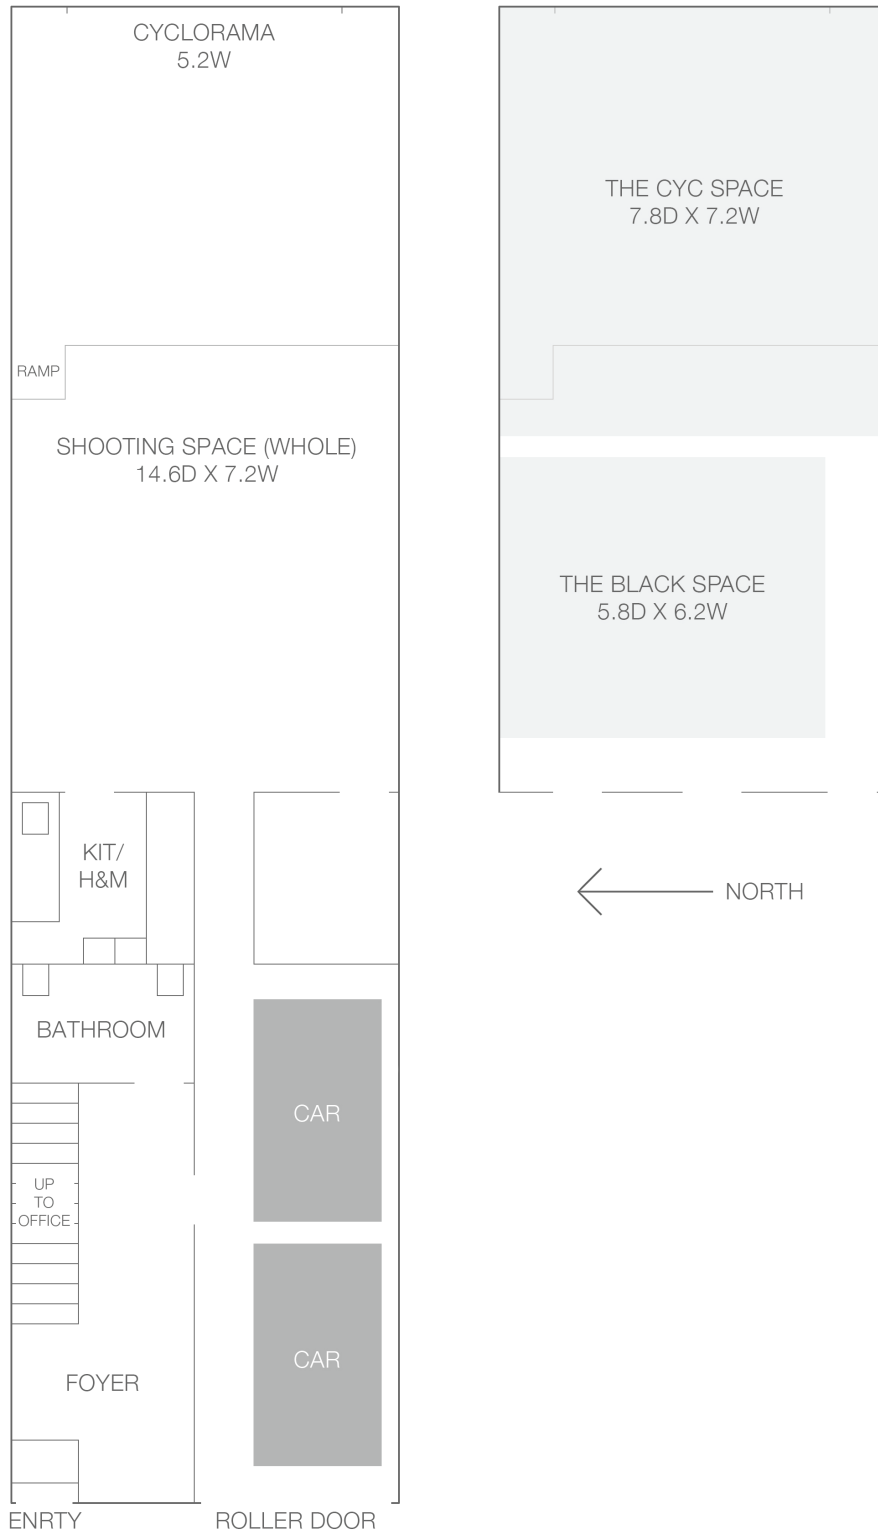 CYCLORAMA
5.2W
RAMP
SHOOTING SPACE (WHOLE)
14.6D X 7.2W
KIT/
H&M
BATHROOM
CAR
UP
TO
OFFICE
CAR
FOYER
ENRTY
ROLLER DOOR
THE CYC SPACE
7.8D X 7.2W
THE BLACK SPACE
5.8D X 6.2W
NORTH